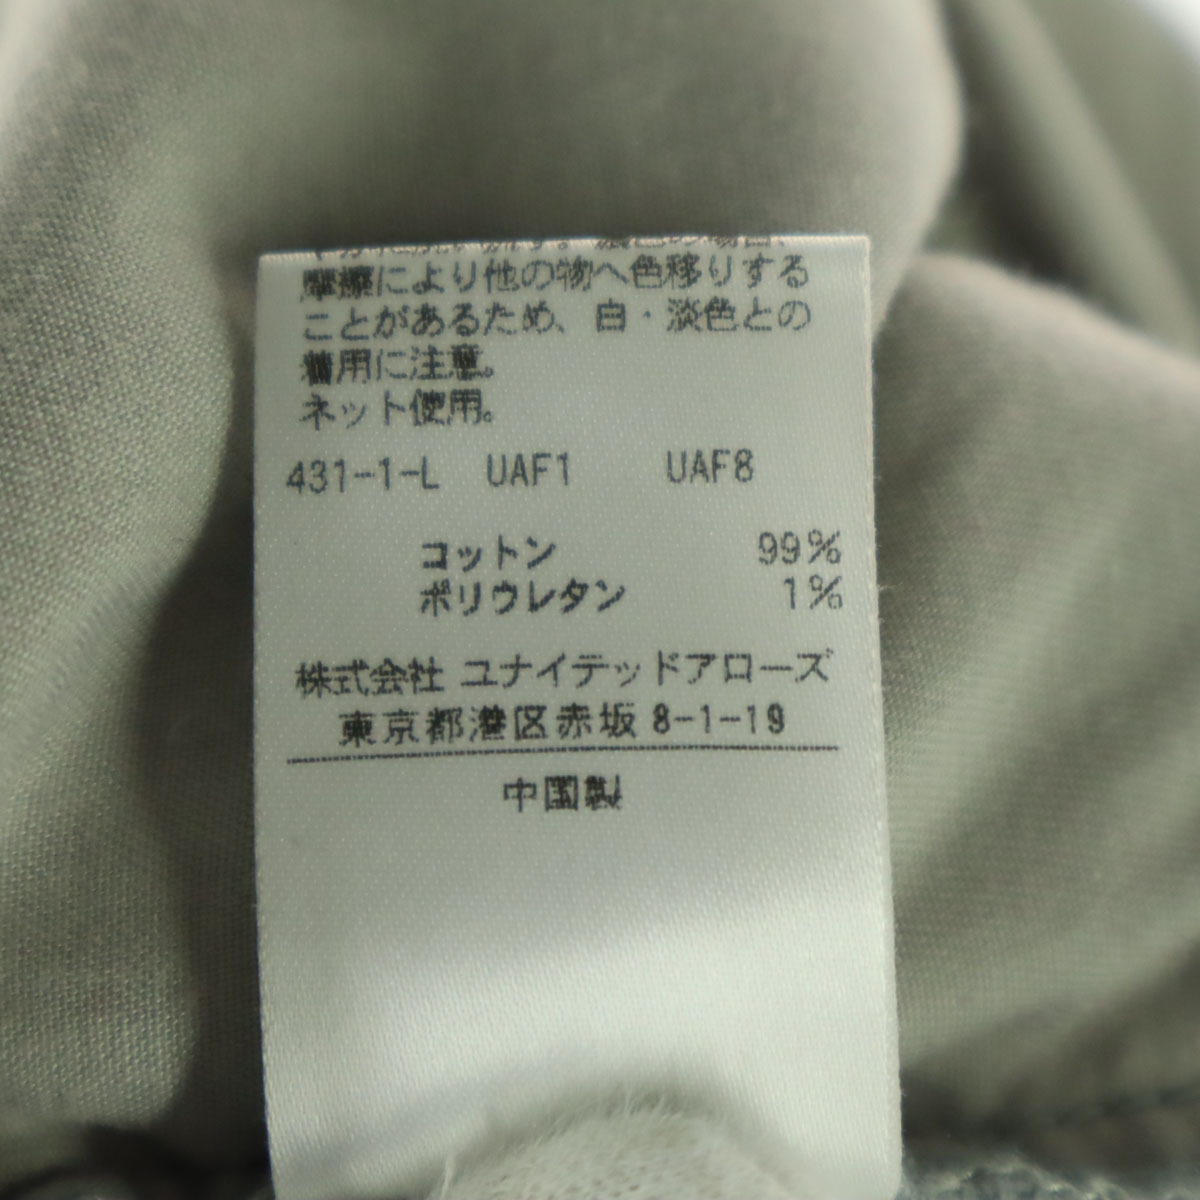 摩擦により他の物へ色移りする
ことがあるため、白・淡色との
着用に注意。
ネット使用。
431-1-L UAF1 UAF8
コットン 99%
ポリウレタン 1%
株式会社 ユナイテッドアローズ
東京都港区赤坂 8-1-19
中国製